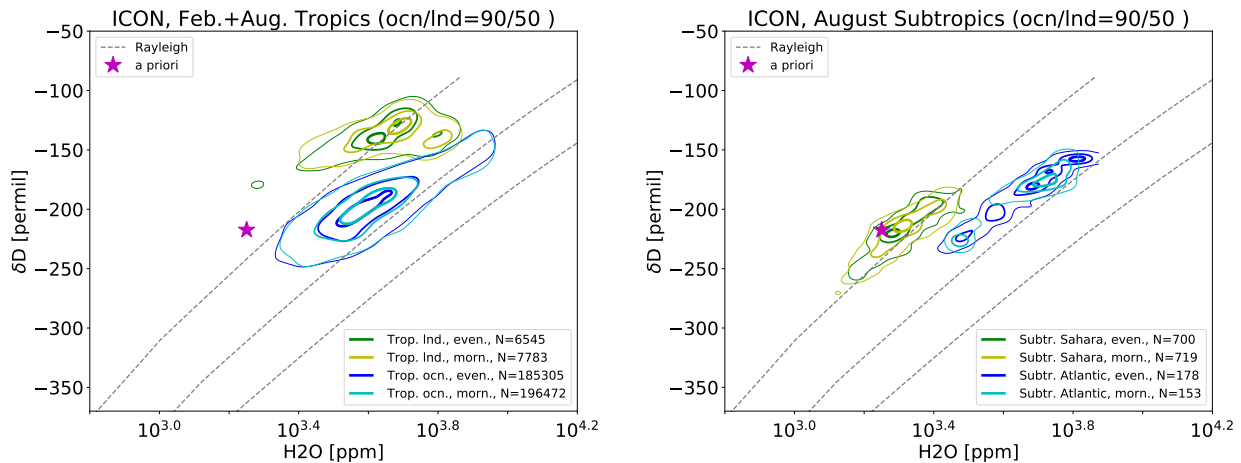 ICON, Feb.+Aug. Tropics (ocn/lnd=90/50 )
Rayleigh
a priori
−50
−100
−150
−200
−250
−300
−350
δD [permil]
Trop. lnd., even., N=6545
Trop. lnd., morn., N=7783
Trop. ocn., even., N=185305
Trop. ocn., morn., N=196472
10^3.0
10^3.4
10^3.8
10^4.2
H2O [ppm]
ICON, August Subtropics (ocn/lnd=90/50 )
Rayleigh
a priori
−50
−100
−150
−200
−250
−300
−350
δD [permil]
Subtr. Sahara, even., N=700
Subtr. Sahara, morn., N=719
Subtr. Atlantic, even., N=178
Subtr. Atlantic, morn., N=153
10^3.0
10^3.4
10^3.8
10^4.2
H2O [ppm]